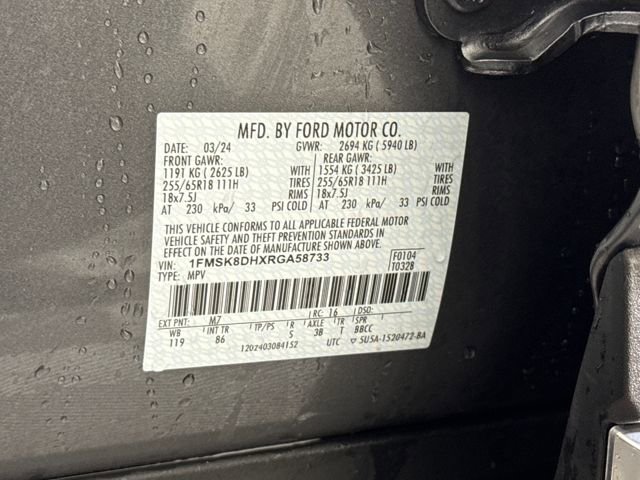 MFD. BY FORD MOTOR CO.
DATE: 03/24 GVWR: 2694 KG ( 5940 LB)
FRONT GAWR: REAR GAWR:
1191 KG ( 2625 LB) 1554 KG ( 3425 LB)
255/65R18 111H TIRES 255/65R18 111H TIRES
18x7.5J RIMS 18x7.5J RIMS
AT 230 kPa/ 33 PSI COLD AT 230 kPa/ 33 PSI COLD
THIS VEHICLE CONFORMS TO ALL APPLICABLE FEDERAL MOTOR
VEHICLE SAFETY AND THEFT PREVENTION STANDARDS IN
EFFECT ON THE DATE OF MANUFACTURE SHOWN ABOVE.
VIN: 1FMSK8DHXRGA58733 F0104
TYPE: MPV T0328
EXT PNT: M7 RC: 16 DSO:
WB INT TR TP/PS R AXLE TR SPR
119 86 S 3B T BBCC
1202403084152 UTC ▽ 5U5A-1520472-BA